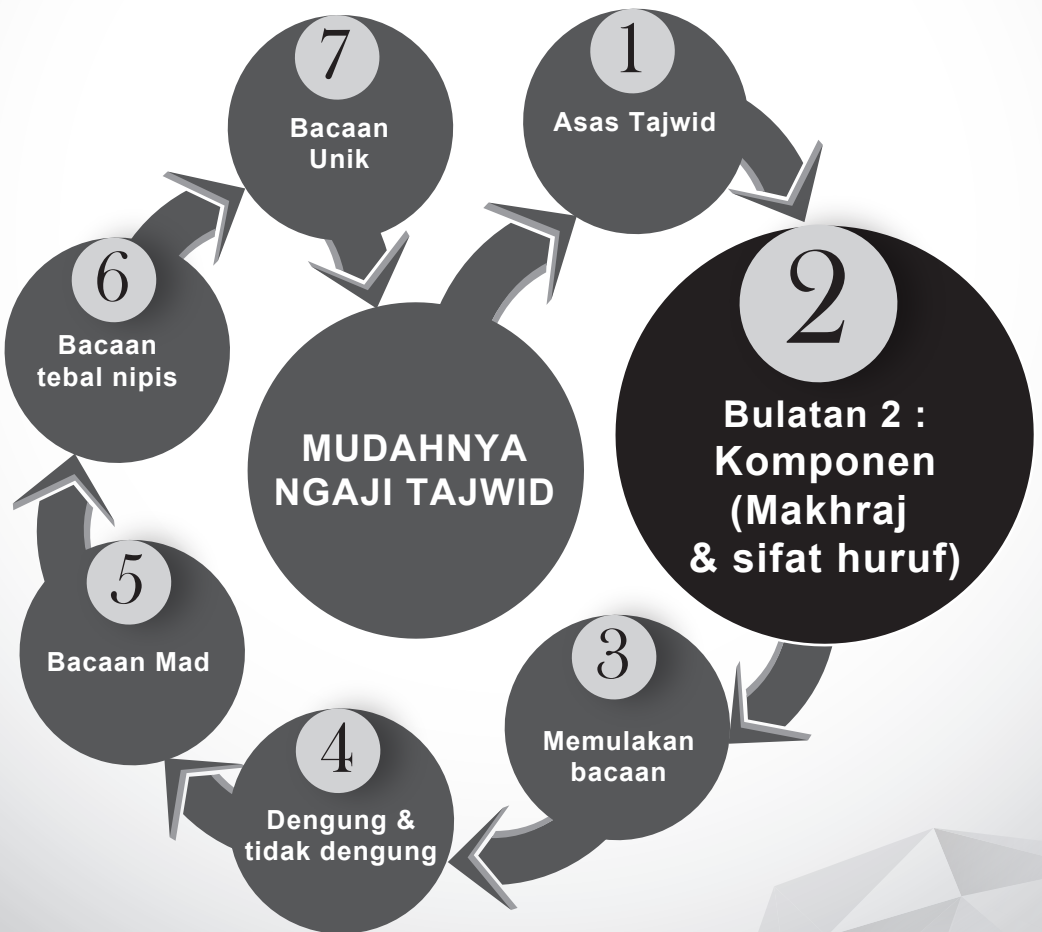 MUDAHNYA
NGAJI TAJWID
1
Asas Tajwid
2
Bulatan 2 :
Komponen
(Makhraj
& sifat huruf)
3
Memulakan
bacaan
4
Dengung &
tidak dengung
5
Bacaan Mad
6
Bacaan
tebal nipis
7
Bacaan
Unik